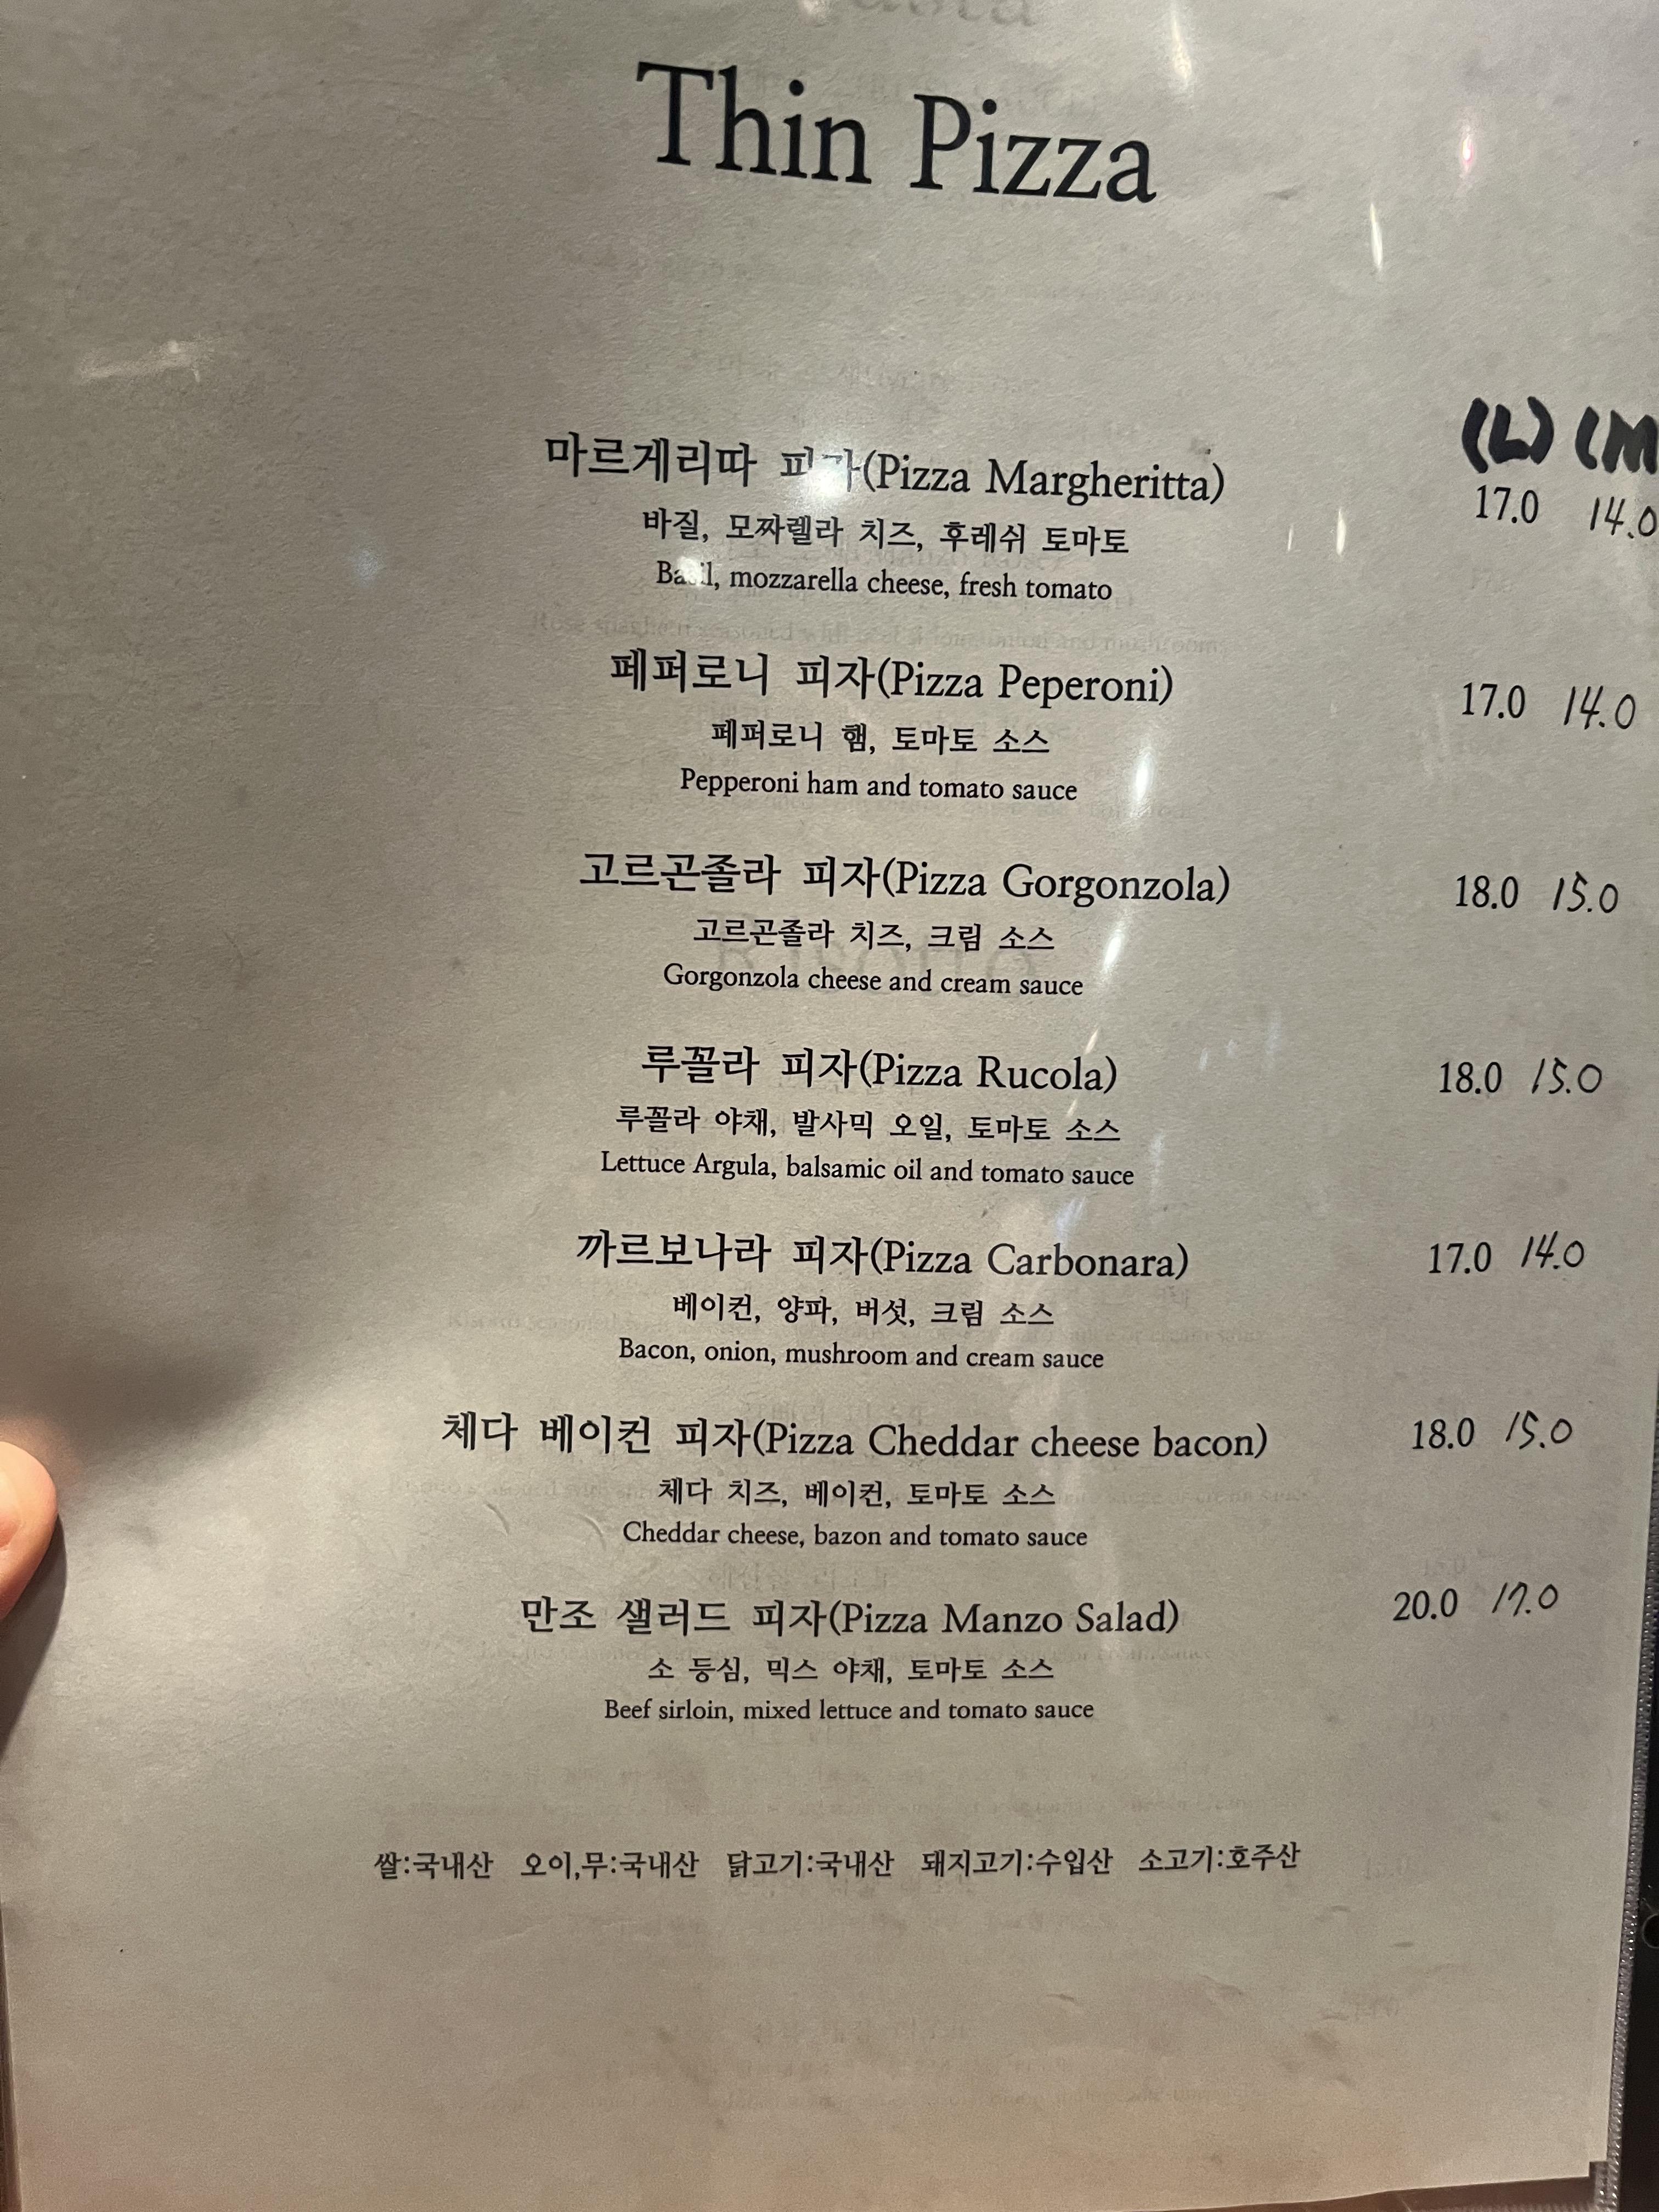 Thin Pizza
(L) (M
마르게리따 피자(Pizza Margheritta) 17.0 14.0
바질, 모짜렐라 치즈, 후레쉬 토마토
Basil, mozzarella cheese, fresh tomato
페퍼로니 피자(Pizza Peperoni) 17.0 14.0
페퍼로니 햄, 토마토 소스
Pepperoni ham and tomato sauce
고르곤졸라 피자(Pizza Gorgonzola) 18.0 15.0
고르곤졸라 치즈, 크림 소스
Gorgonzola cheese and cream sauce
루꼴라 피자(Pizza Rucola) 18.0 15.0
루꼴라 야채, 발사믹 오일, 토마토 소스
Lettuce Argula, balsamic oil and tomato sauce
까르보나라 피자(Pizza Carbonara) 17.0 14.0
베이컨, 양파, 버섯, 크림 소스
Bacon, onion, mushroom and cream sauce
체다 베이컨 피자(Pizza Cheddar cheese bacon) 18.0 15.0
체다 치즈, 베이컨, 토마토 소스
Cheddar cheese, bazon and tomato sauce
만조 샐러드 피자(Pizza Manzo Salad) 20.0 17.0
소 등심, 믹스 야채, 토마토 소스
Beef sirloin, mixed lettuce and tomato sauce
쌀:국내산 오이,무:국내산 닭고기:국내산 돼지고기:수입산 소고기:호주산